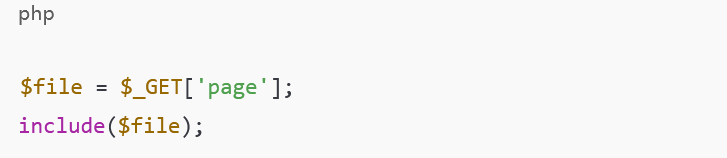 php
$file = $_GET['page'];
include($file);